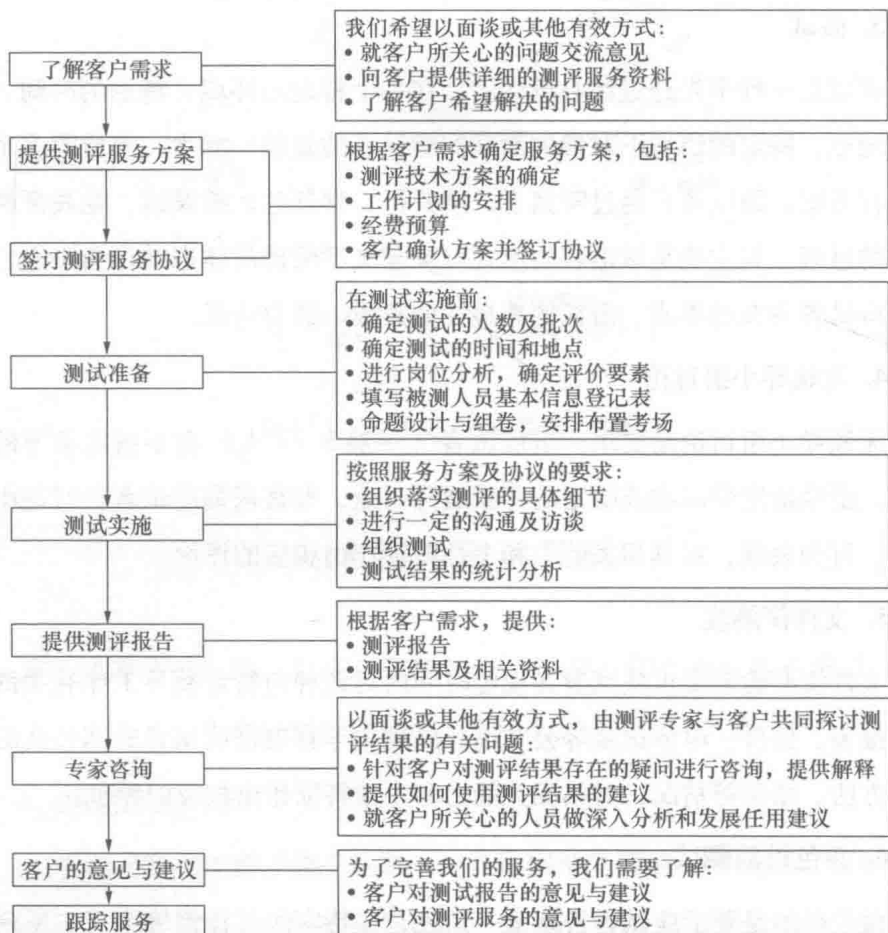 了解客户需求
我们希望以面谈或其他有效方式：
• 就客户所关心的问题交流意见
• 向客户提供详细的测评服务资料
• 了解客户希望解决的问题
提供测评服务方案
签订测评服务协议
根据客户需求确定服务方案，包括：
• 测评技术方案的确定
• 工作计划的安排
• 经费预算
• 客户确认方案并签订协议
测试准备
在测试实施前：
• 确定测试的人数及批次
• 确定测试的时间和地点
• 进行岗位分析，确定评价要素
• 填写被测人员基本信息登记表
• 命题设计与组卷，安排布置考场
测试实施
按照服务方案及协议的要求：
• 组织落实测评的具体细节
• 进行一定的沟通及访谈
• 组织测试
• 测试结果的统计分析
提供测评报告
根据客户需求，提供：
• 测评报告
• 测评结果及相关资料
专家咨询
以面谈或其他有效方式，由测评专家与客户共同探讨测
评结果的有关问题：
• 针对客户对测评结果存在的疑问进行咨询，提供解释
• 提供如何使用测评结果的建议
• 就客户所关心的人员做深入分析和发展任用建议
客户的意见与建议
跟踪服务
为了完善我们的服务，我们需要了解：
• 客户对测试报告的意见与建议
• 客户对测评服务的意见与建议